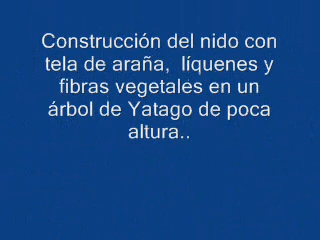 Construcción del nido con
tela de araña,  líquenes y
fibras vegetales en un
árbol de Yatago de poca
altura..